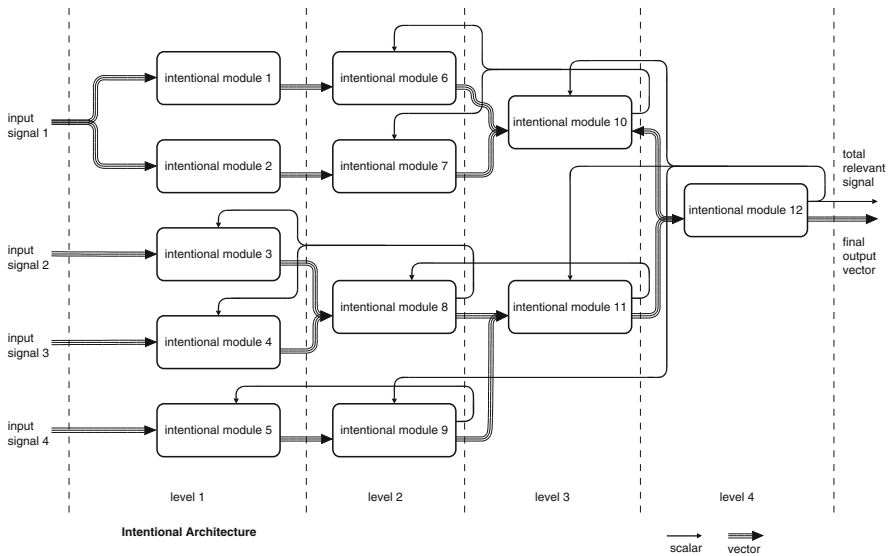 intentional module 1
intentional module 6
intentional module 10
input
signal 1
intentional module 2
intentional module 7
total
relevant
signal
intentional module 12
input
signal 2
intentional module 3
final
output
vector
intentional module 8
intentional module 11
input
signal 3
intentional module 4
input
signal 4
intentional module 5
intentional module 9
level 1
level 2
level 3
level 4
Intentional Architecture
scalar
vector